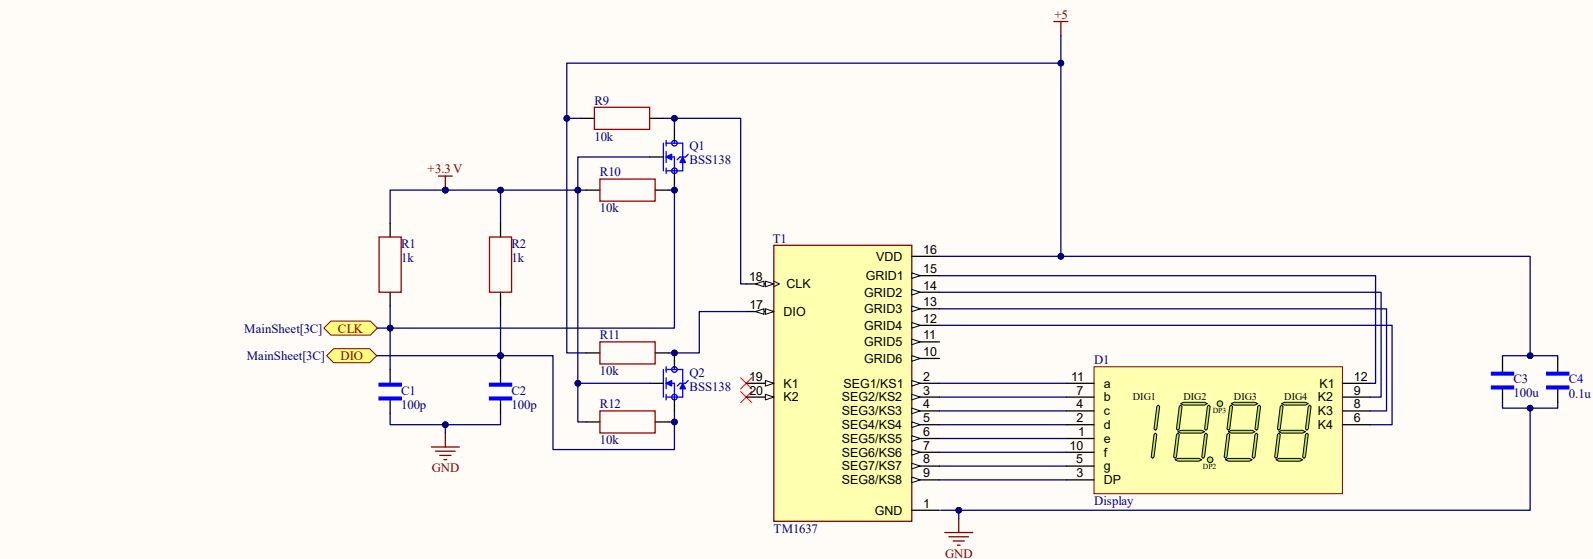 +5
R9
10k
Q1
BSS138
+3.3 V
R10
10k
R1
1k
R2
1k
T1
VDD 16
GRID1 15
18 CLK
GRID2 14
17 DIO
GRID3 13
GRID4 12
GRID5 11
GRID6 10
MainSheet[3C] CLK
MainSheet[3C] DIO
R11
10k
Q2
BSS138
R12
10k
C1
100p
C2
100p
GND
19 K1
20 K2
SEG1/KS1 2
SEG2/KS2 3
SEG3/KS3 4
SEG4/KS4 5
SEG5/KS5 6
SEG6/KS6 7
SEG7/KS7 8
SEG8/KS8 9
GND 1
TM1637
GND
D1
11 a
7 b
4 c
2 d
1 e
10 f
5 g
3 DP
DIG1 DIG2 DIG3 DIG4
DP3
DP2
K1 12
K2 9
K3 8
K4 6
Display
C3
100u
C4
0.1u